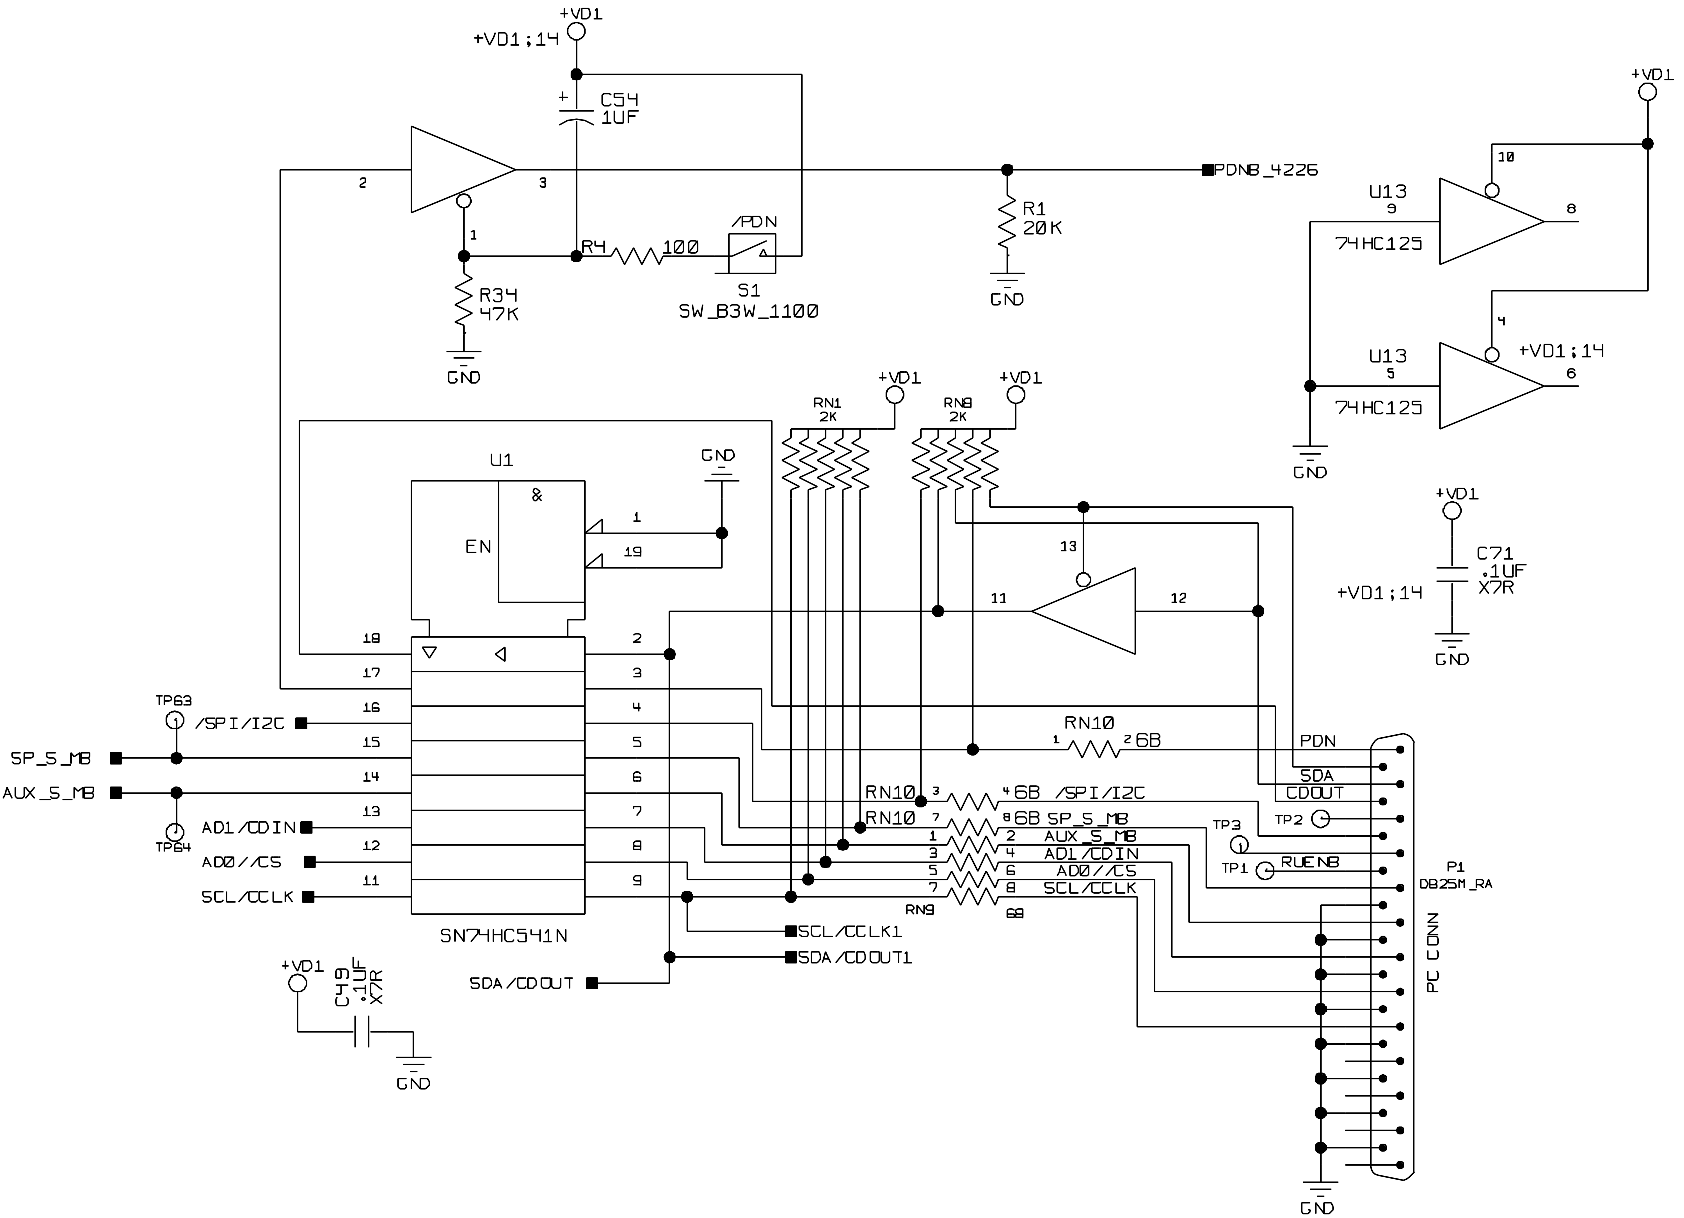 +VD1
+VD1;14
+
C54
1UF
2
3
1
R4
100
/PDN
S1
SW_B3W_1100
R34
47K
GND
PDNB_4226
R1
20K
GND
+VD1
10
U13
9
8
74HC125
4
+VD1;14
U13
5
6
74HC125
GND
+VD1
RN1
2K
+VD1
RN8
2K
U1
GND
&
EN
1
19
13
11
12
+VD1
C71
.1UF
X7R
+VD1;14
GND
18
2
17
3
TP63
/SPI/I2C
16
4
SP_S_MB
15
5
AUX_S_MB
14
6
TP64
AD1/CDIN
13
7
AD0//CS
12
8
SCL/CCLK
11
9
SN74HC541N
RN10
1
2
6B
PDN
SDA
CDOUT
RN10
3
4
6B
/SPI/I2C
RN10
7
8
6B
SP_S_MB
1
2
AUX_S_MB
3
4
AD1/CDIN
5
6
AD0//CS
7
8
SCL/CCLK
RN9
69
TP2
TP3
TP1
RUENB
P1
DB25M_RA
PC CONN
SCL/CCLK1
SDA/CDOUT1
SDA/CDOUT
+VD1
C49
.1UF
X7R
GND
GND